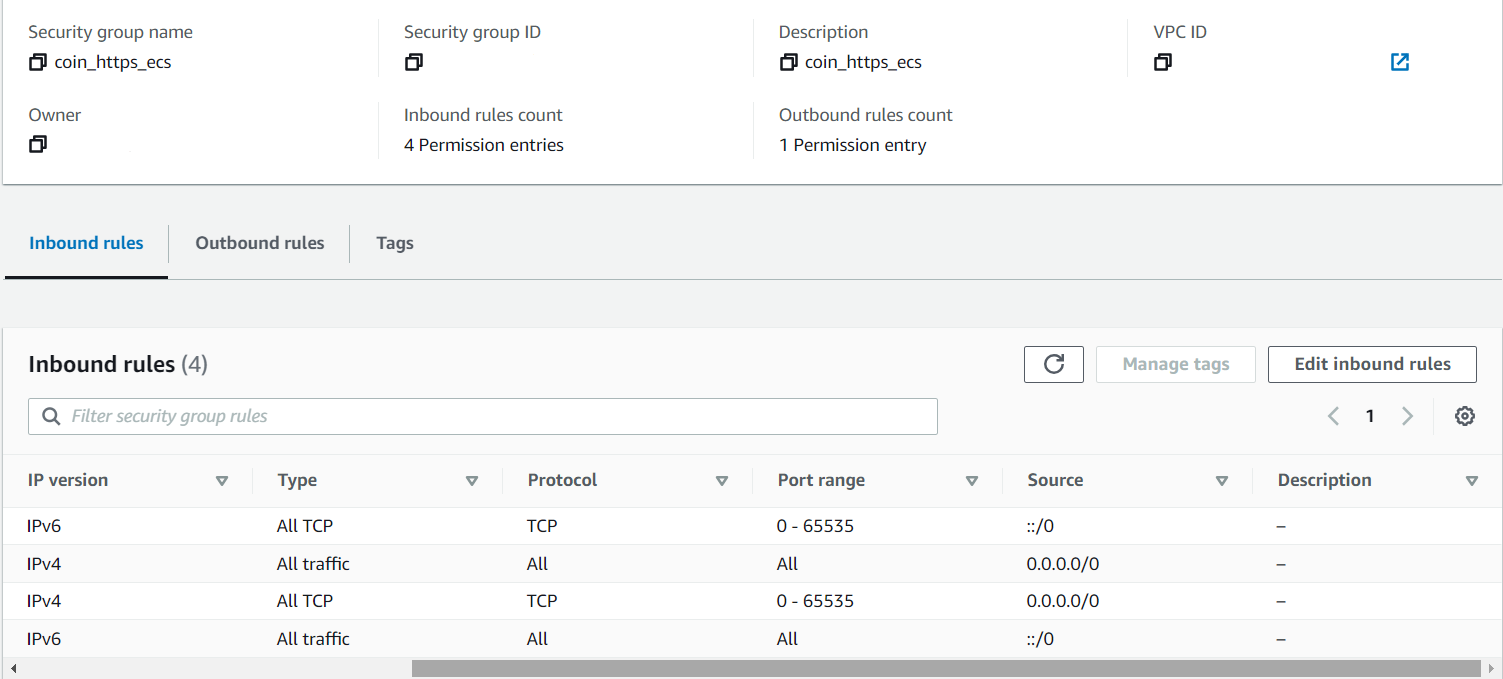 Security group name Security group ID Description VPC ID
coin_https_ecs coin_https_ecs
Owner Inbound rules count Outbound rules count
4 Permission entries 1 Permission entry
Inbound rules Outbound rules Tags
Inbound rules (4) Manage tags Edit inbound rules
Filter security group rules 1
IP version Type Protocol Port range Source Description
IPv6 All TCP TCP 0 - 65535 ::/0 –
IPv4 All traffic All All 0.0.0.0/0 –
IPv4 All TCP TCP 0 - 65535 0.0.0.0/0 –
IPv6 All traffic All All ::/0 –